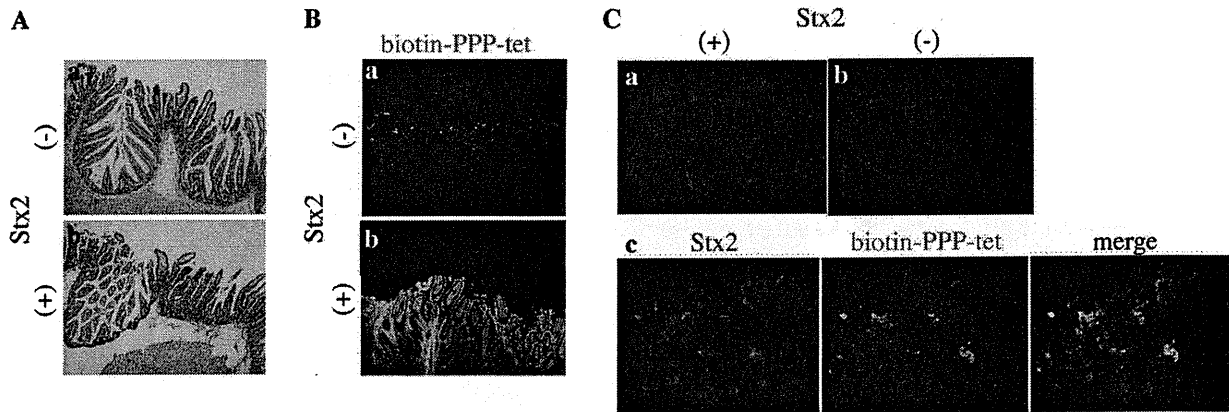 A
a
(-)
Stx2
b
(+)
B
biotin-PPP-tet
a
(-)
Stx2
b
(+)
C
Stx2
(+)
(-)
a
b
c
Stx2
biotin-PPP-tet
merge